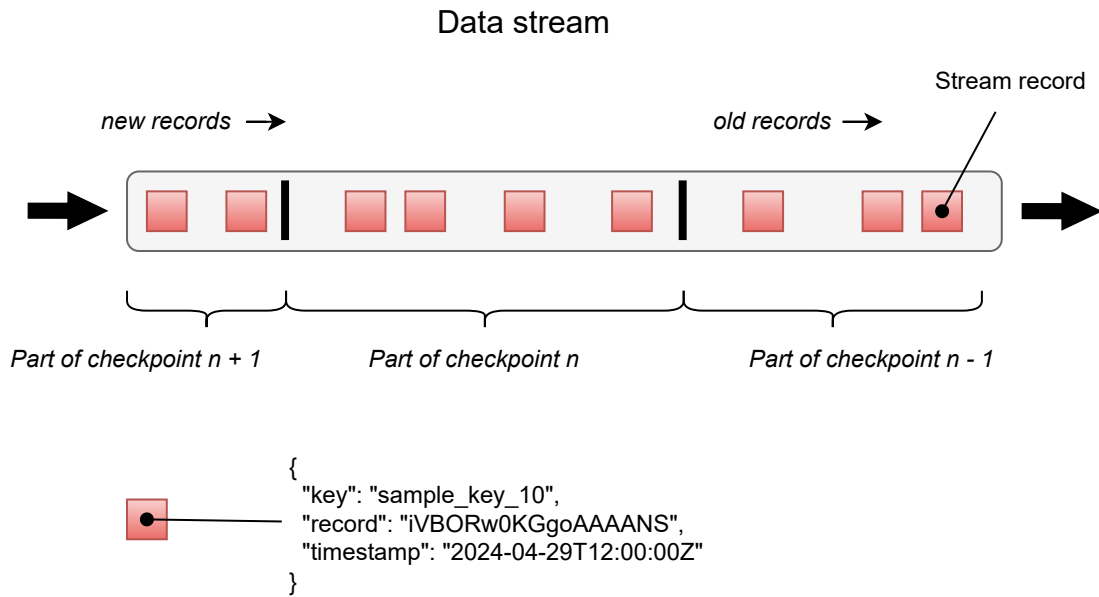 Data stream
Stream record
new records
old records
Part of checkpoint n + 1
Part of checkpoint n
Part of checkpoint n - 1
{
"key": "sample_key_10",
"record": "iVBORw0KGgoAAAANS",
"timestamp": "2024-04-29T12:00:00Z"
}